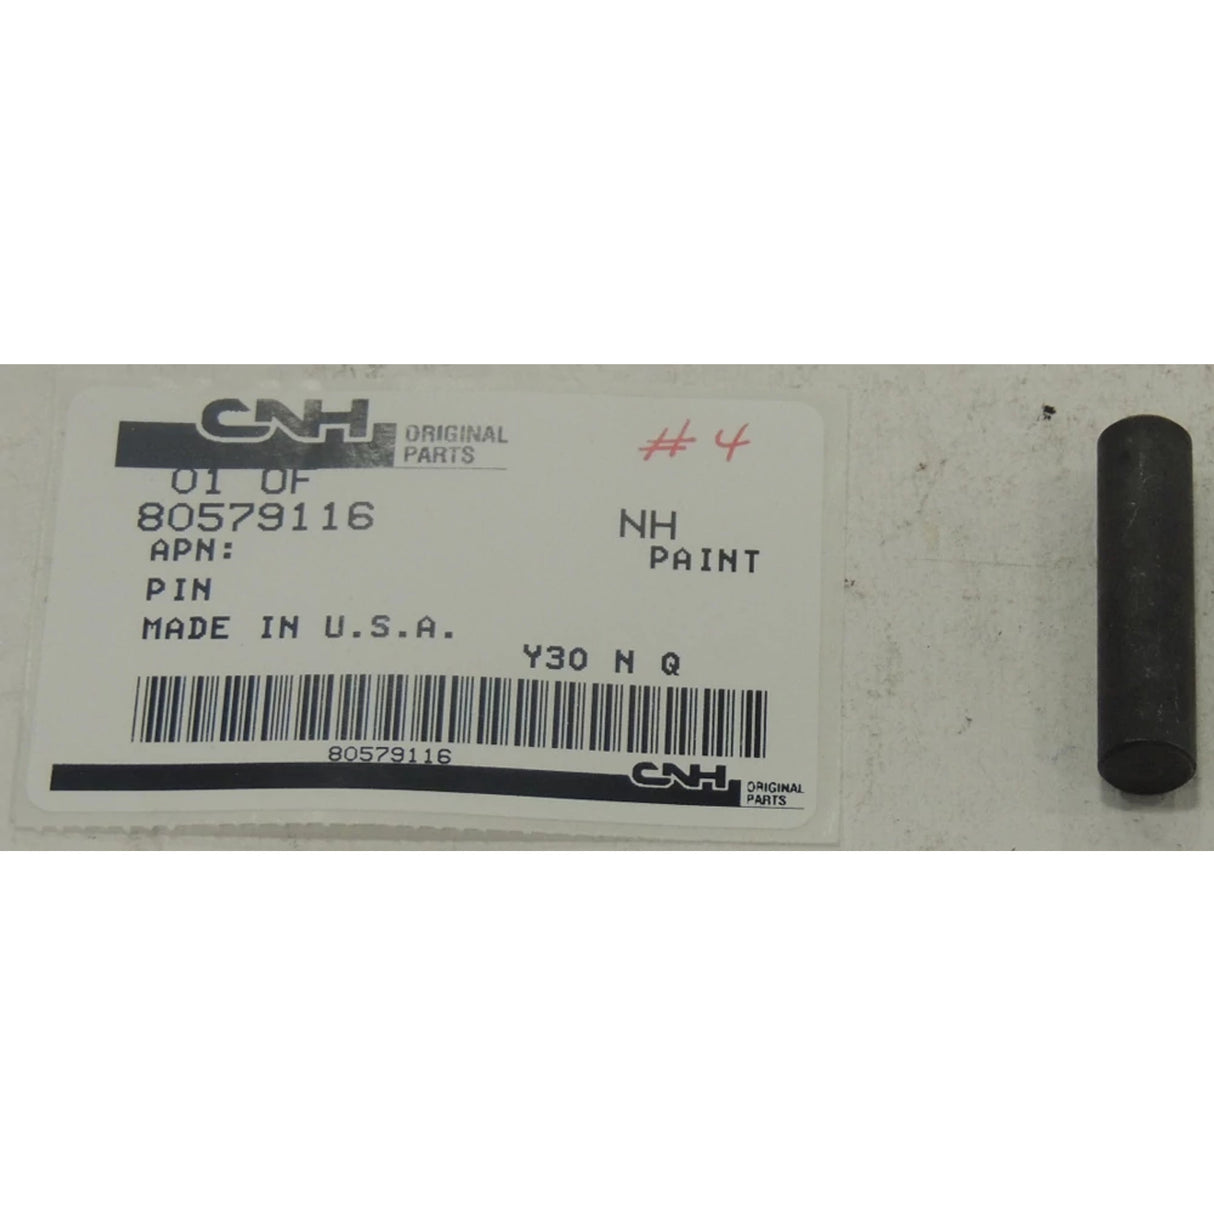 CNH ORIGINAL
PARTS
#4
01 OF
80579116 NH
APN: PAINT
PIN
MADE IN U.S.A.
Y30 N Q
80579116
CNH ORIGINAL
PARTS